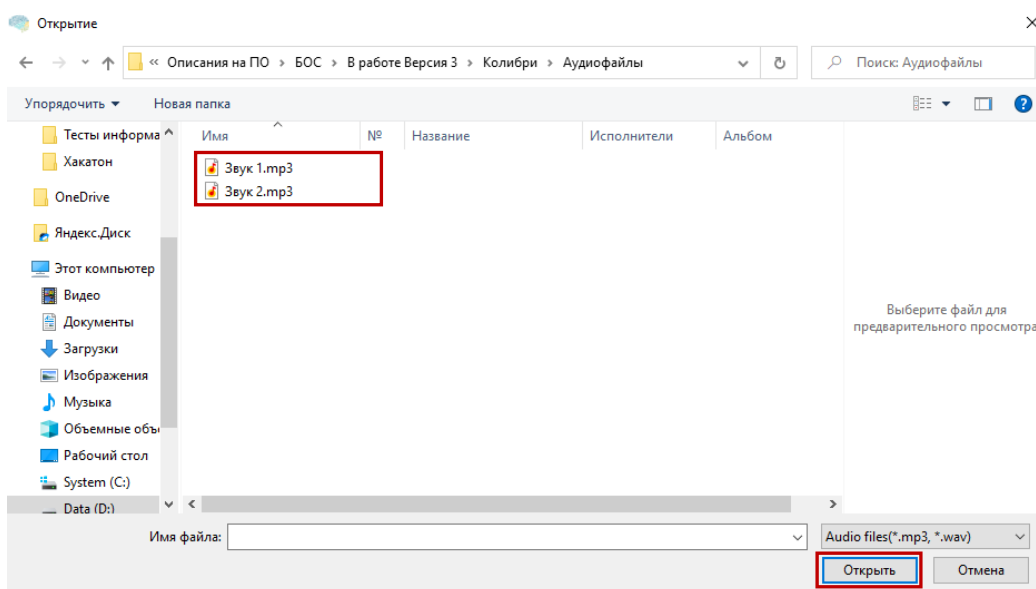 Открытие
« Описания на ПО › БОС › В работе Версия 3 › Колибри › Аудиофайлы
Поиск: Аудиофайлы
Упорядочить Новая папка
?
Имя № Название Исполнители Альбом
Тесты информа
Хакатон
OneDrive
Яндекс.Диск
Этот компьютер
Видео
Документы
Загрузки
Изображения
Музыка
Объемные объ
Рабочий стол
System (C:)
Data (D:)
Звук 1.mp3
Звук 2.mp3
Выберите файл для
предварительного просмотра
Имя файла:
Audio files(*.mp3, *.wav)
Открыть Отмена